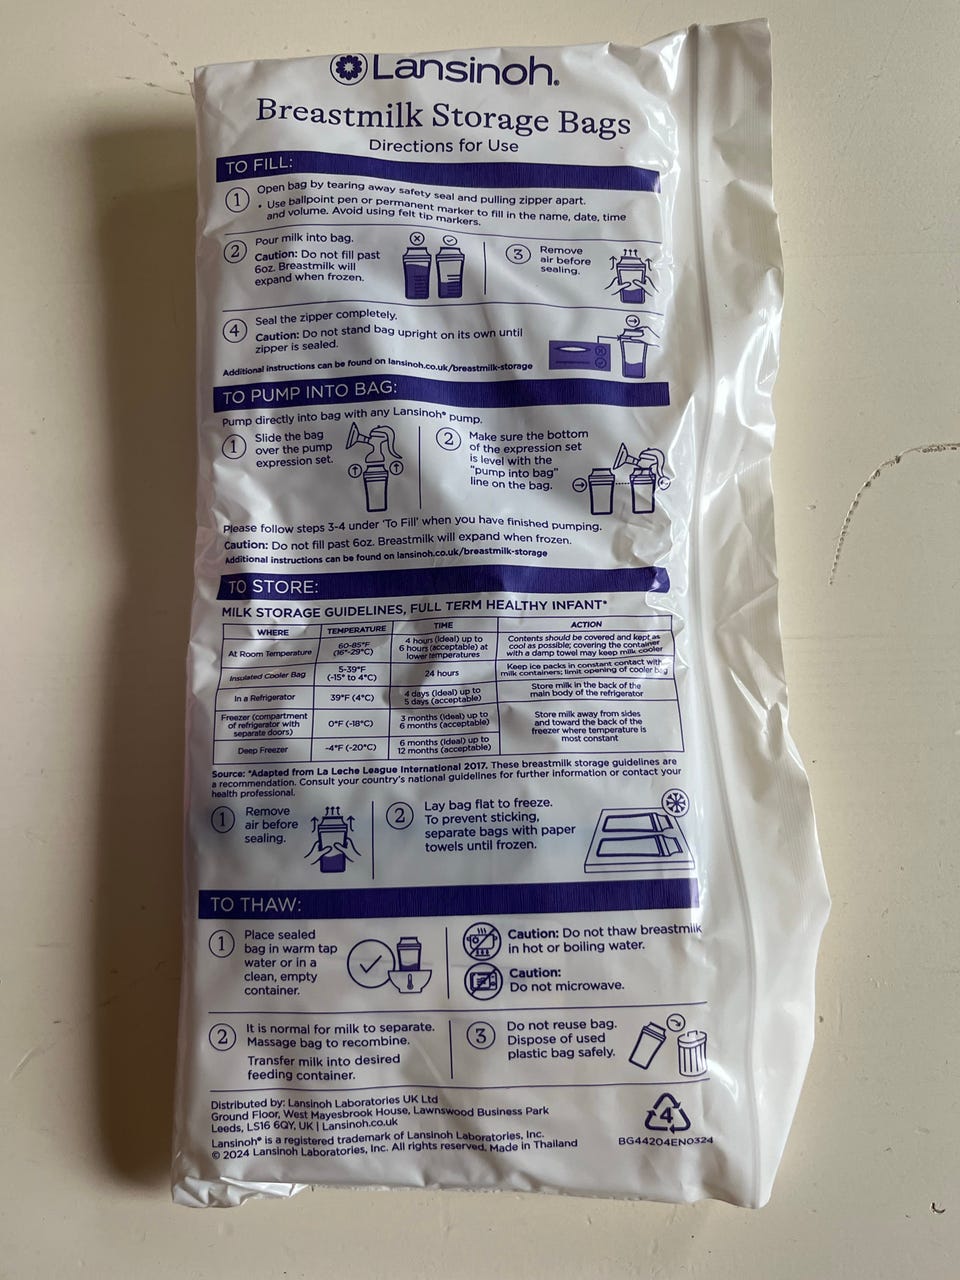 Lansinoh®
Breastmilk Storage Bags
Directions for Use
TO FILL:
1 Open bag by tearing away safety seal and pulling zipper apart.
• Use ballpoint pen or permanent marker to fill in the name, date, time
and volume. Avoid using felt tip markers.
2 Pour milk into bag.
Caution: Do not fill past
6oz. Breastmilk will
expand when frozen.
3 Remove
air before
sealing.
4 Seal the zipper completely.
Caution: Do not stand bag upright on its own until
zipper is sealed.
Additional instructions can be found on lansinoh.co.uk/breastmilk-storage
TO PUMP INTO BAG:
Pump directly into bag with any Lansinoh® pump.
1 Slide the bag
over the pump
expression set.
2 Make sure the bottom
of the expression set
is level with the
"pump into bag"
line on the bag.
Please follow steps 3-4 under 'To Fill' when you have finished pumping.
Caution: Do not fill past 6oz. Breastmilk will expand when frozen.
Additional instructions can be found on lansinoh.co.uk/breastmilk-storage
TO STORE:
MILK STORAGE GUIDELINES, FULL TERM HEALTHY INFANT*
WHERE TEMPERATURE TIME ACTION
At Room Temperature
60-85°F
(16°-29°C)
4 hours (ideal) up to
6 hours (acceptable) at
lower temperatures
Contents should be covered and kept as
cool as possible; covering the container
with a damp towel may keep milk cooler
Insulated Cooler Bag
5-39°F
(-15° to 4°C)
24 hours
Keep ice packs in constant contact with
milk containers; limit opening of cooler bag
In a Refrigerator
39°F (4°C)
4 days (ideal) up to
5 days (acceptable)
Store milk in the back of the
main body of the refrigerator
Freezer (compartment
of refrigerator with
separate doors)
0°F (-18°C)
3 months (ideal) up to
6 months (acceptable)
Store milk away from sides
and toward the back of the
freezer where temperature is
most constant
Deep Freezer
-4°F (-20°C)
6 months (ideal) up to
12 months (acceptable)
Source: *Adapted from La Leche League International 2017. These breastmilk storage guidelines are
a recommendation. Consult your country's national guidelines for further information or contact your
health professional.
1 Remove
air before
sealing.
2 Lay bag flat to freeze.
To prevent sticking,
separate bags with paper
towels until frozen.
TO THAW:
1 Place sealed
bag in warm tap
water or in a
clean, empty
container.
Caution: Do not thaw breastmilk
in hot or boiling water.
Caution:
Do not microwave.
2 It is normal for milk to separate.
Massage bag to recombine.
Transfer milk into desired
feeding container.
3 Do not reuse bag.
Dispose of used
plastic bag safely.
Distributed by: Lansinoh Laboratories UK Ltd
Ground Floor, West Mayesbrook House, Lawnswood Business Park
Leeds, LS16 6QY, UK | Lansinoh.co.uk
Lansinoh® is a registered trademark of Lansinoh Laboratories, Inc.
© 2024 Lansinoh Laboratories, Inc. All rights reserved. Made in Thailand
4
BG44204EN0324